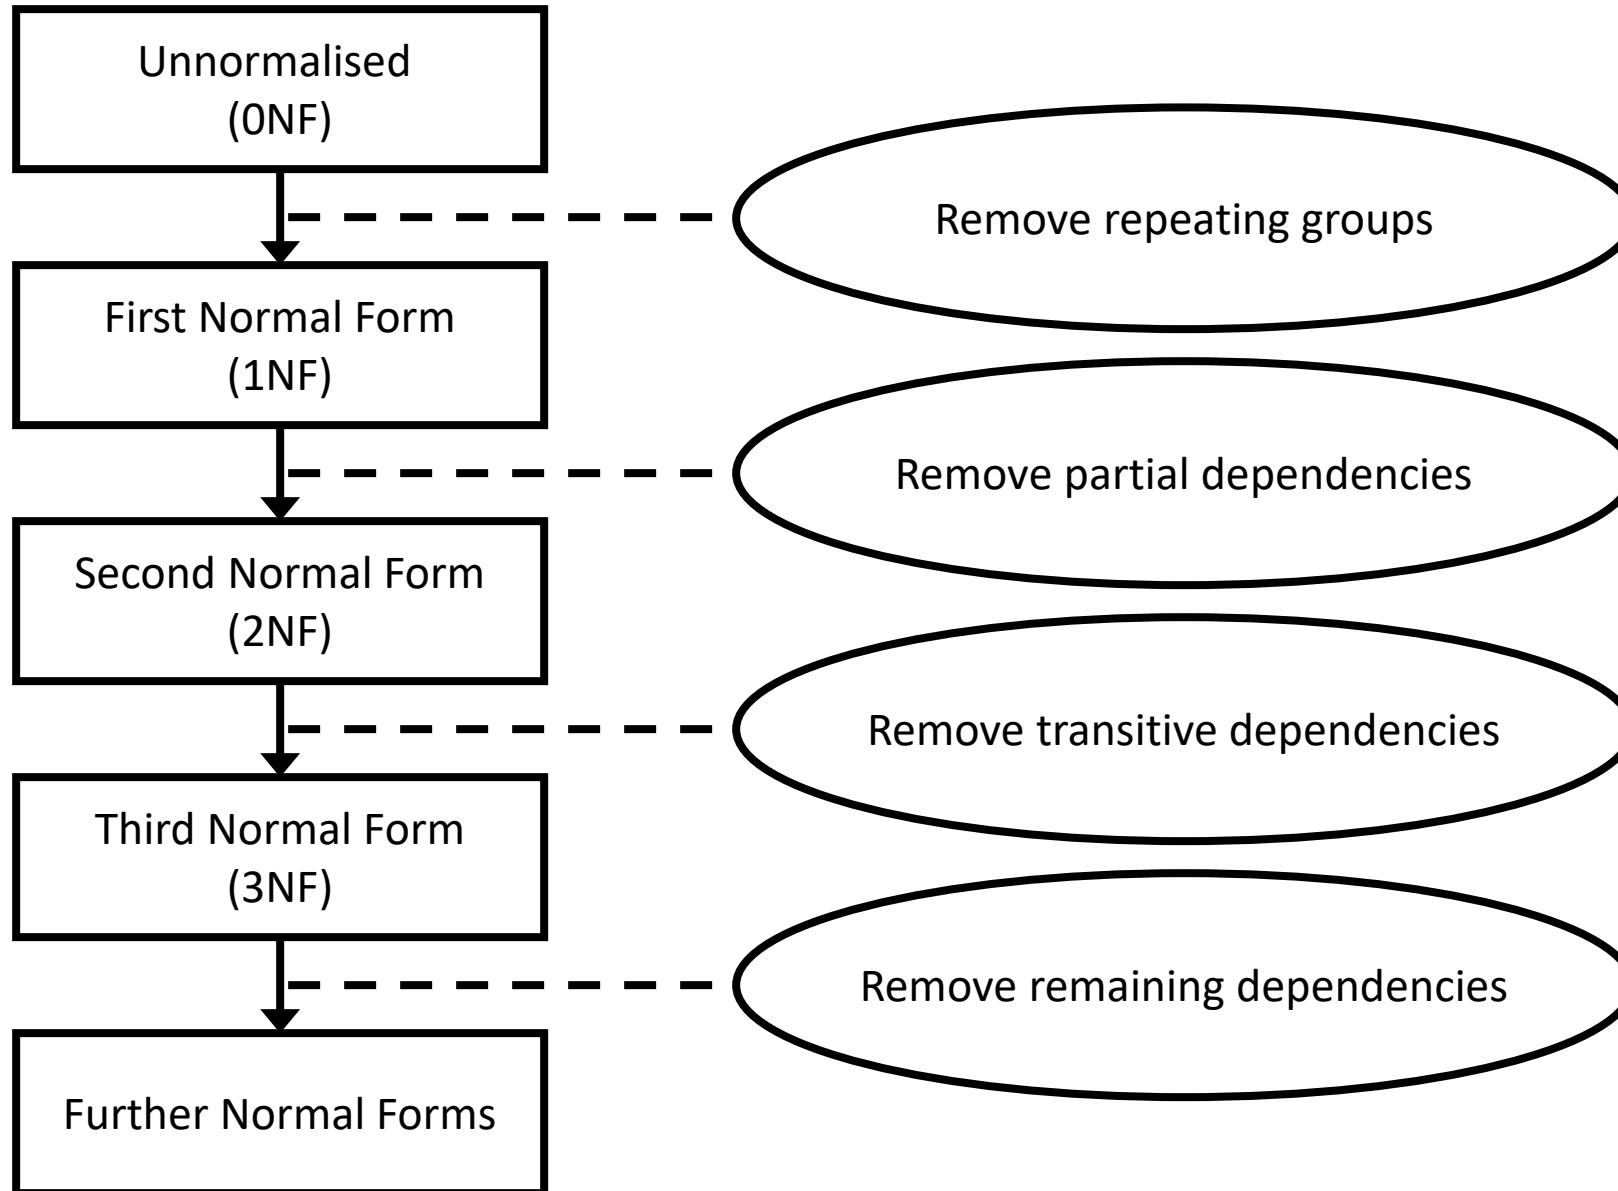 Unnormalised
(0NF)
Remove repeating groups
First Normal Form
(1NF)
Remove partial dependencies
Second Normal Form
(2NF)
Remove transitive dependencies
Third Normal Form
(3NF)
Remove remaining dependencies
Further Normal Forms